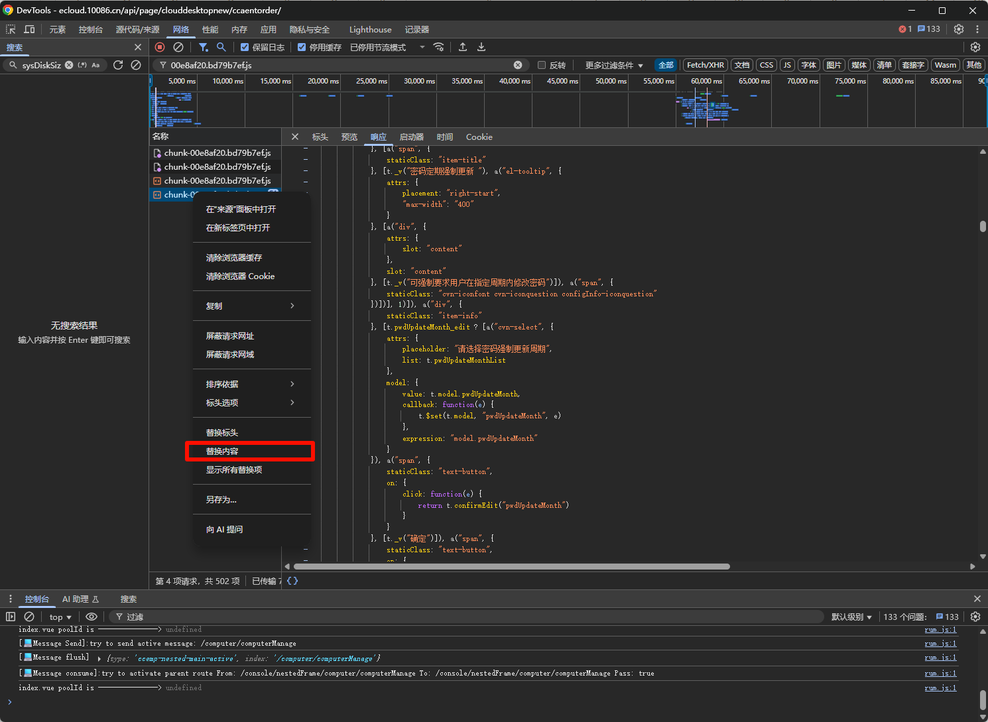 DevTools - ecloud.10086.cn/api/page/clouddesktopnew/ccaentorder/
元素 控制台 源代码/来源 网络 性能 内存 应用 隐私与安全 Lighthouse 记录器 1 133
搜索 保留日志 停用缓存 已停用节流模式
sysDiskSiz (.*) Aa 00e8af20.bd79b7ef.js 反转 更多过滤条件 全部 Fetch/XHR 文档 CSS JS 字体 图片 媒体 清单 套接字 Wasm 其他
5,000 ms 10,000 ms 15,000 ms 20,000 ms 25,000 ms 30,000 ms 35,000 ms 40,000 ms 45,000 ms 50,000 ms 55,000 ms 60,000 ms 65,000 ms 70,000 ms 75,000 ms 80,000 ms
名称 标头 预览 响应 启动器 时间 Cookie
chunk-00e8af20.bd79b7ef.js
chunk-00e8af20.bd79b7ef.js
chunk-00e8af20.bd79b7ef.js
chunk-00
在"来源"面板中打开
在新标签页中打开
清除浏览器缓存
清除浏览器 Cookie
复制
屏蔽请求网址
屏蔽请求网域
排序依据
标头选项
替换标头
替换内容
显示所有替换项
另存为...
向 AI 提问
无搜索结果
输入内容并按 Enter 键即可搜索
}, [a("span", {
staticClass: "item-title"
}, [t._v("密码定期强制更新 "), a("el-tooltip", {
attrs: {
placement: "right-start",
"max-width": "400"
}
}, [a("div", {
attrs: {
slot: "content"
},
slot: "content"
}, [t._v("可强制要求用户在指定周期内修改密码")]), a("span", {
staticClass: "cvn-iconfont cvn-iconquestion configInfo-iconquestion"
})])], 1)]), a("div", {
staticClass: "item-info"
}, [t.pwdUpdateMonth_edit ? [a("cvn-select", {
attrs: {
placeholder: "请选择密码强制更新周期",
list: t.pwdUpdateMonthList
},
model: {
value: t.model.pwdUpdateMonth,
callback: function(e) {
t.$set(t.model, "pwdUpdateMonth", e)
},
expression: "model.pwdUpdateMonth"
}
}), a("span", {
staticClass: "text-button",
on: {
click: function(e) {
return t.confirmEdit("pwdUpdateMonth")
}
}
}, [t._v("确定")]), a("span", {
staticClass: "text-button",
on: {
第 4 项请求，共 502 项 已传输 {}
控制台 AI 助理 搜索
top 过滤 默认级别 133 个问题: 133
index.vue poolId is ————————> undefined rum.js:1
[Message Send]:try to send active message: /computer/computerManage rum.js:1
[Message flush] {type: 'ccemp-nested-main-active', index: '/computer/computerManage'} rum.js:1
[Message consume]:try to activate parent route From: /console/nestedFrame/computer/computerManage To: /console/nestedFrame/computer/computerManage Pass: true rum.js:1
index.vue poolId is ————————> undefined rum.js:1